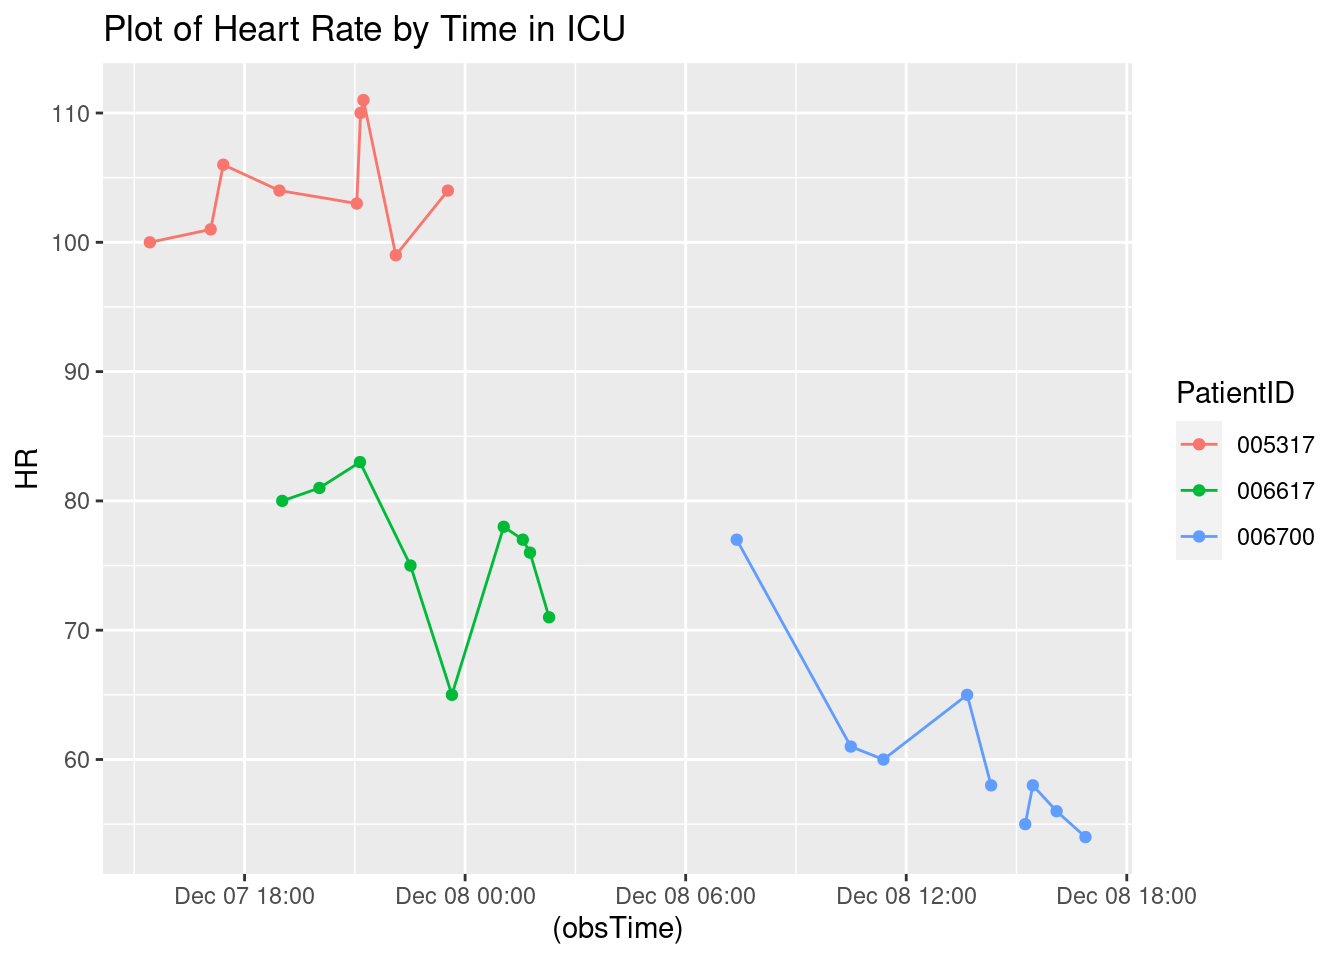 Plot of Heart Rate by Time in ICU
110
100
90
80
70
60
HR
Dec 07 18:00
Dec 08 00:00
Dec 08 06:00
Dec 08 12:00
Dec 08 18:00
(obsTime)
PatientID
005317
006617
006700